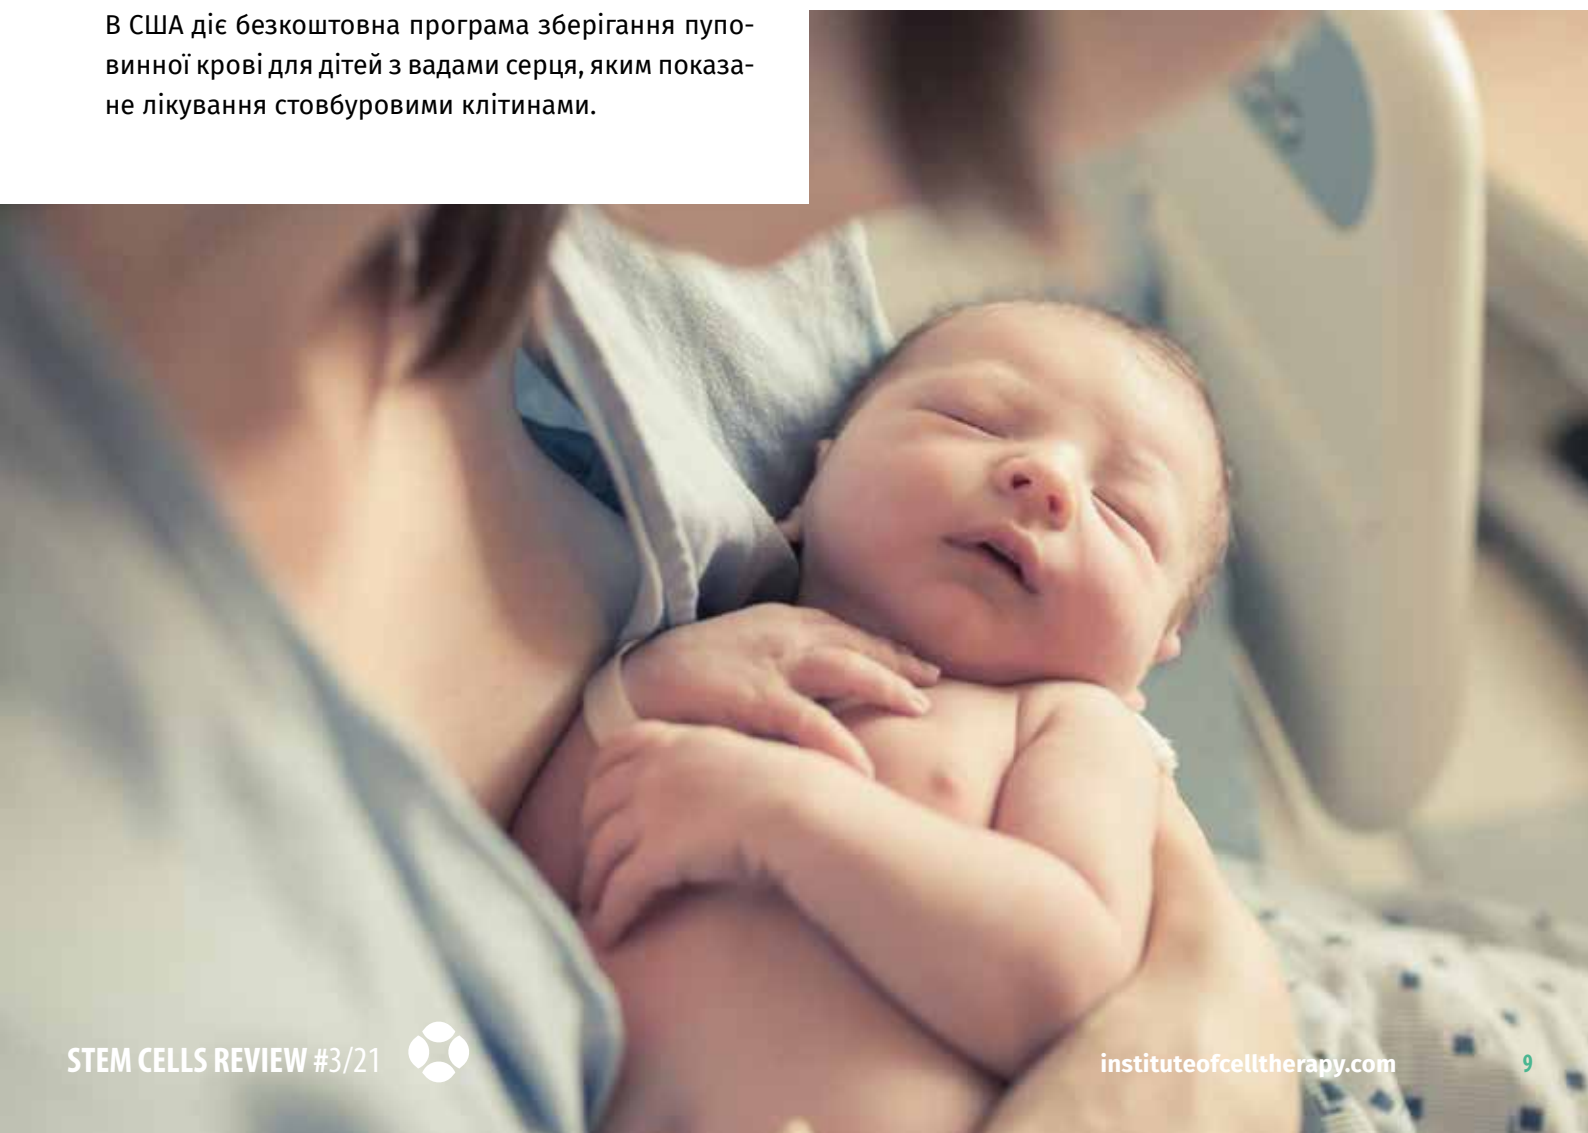 В США діє безкоштовна програма зберігання пупо-
винної крові для дітей з вадами серця, яким показа-
не лікування стовбуровими клітинами.
STEM CELLS REVIEW #3/21
instituteofcelltherapy.com
9